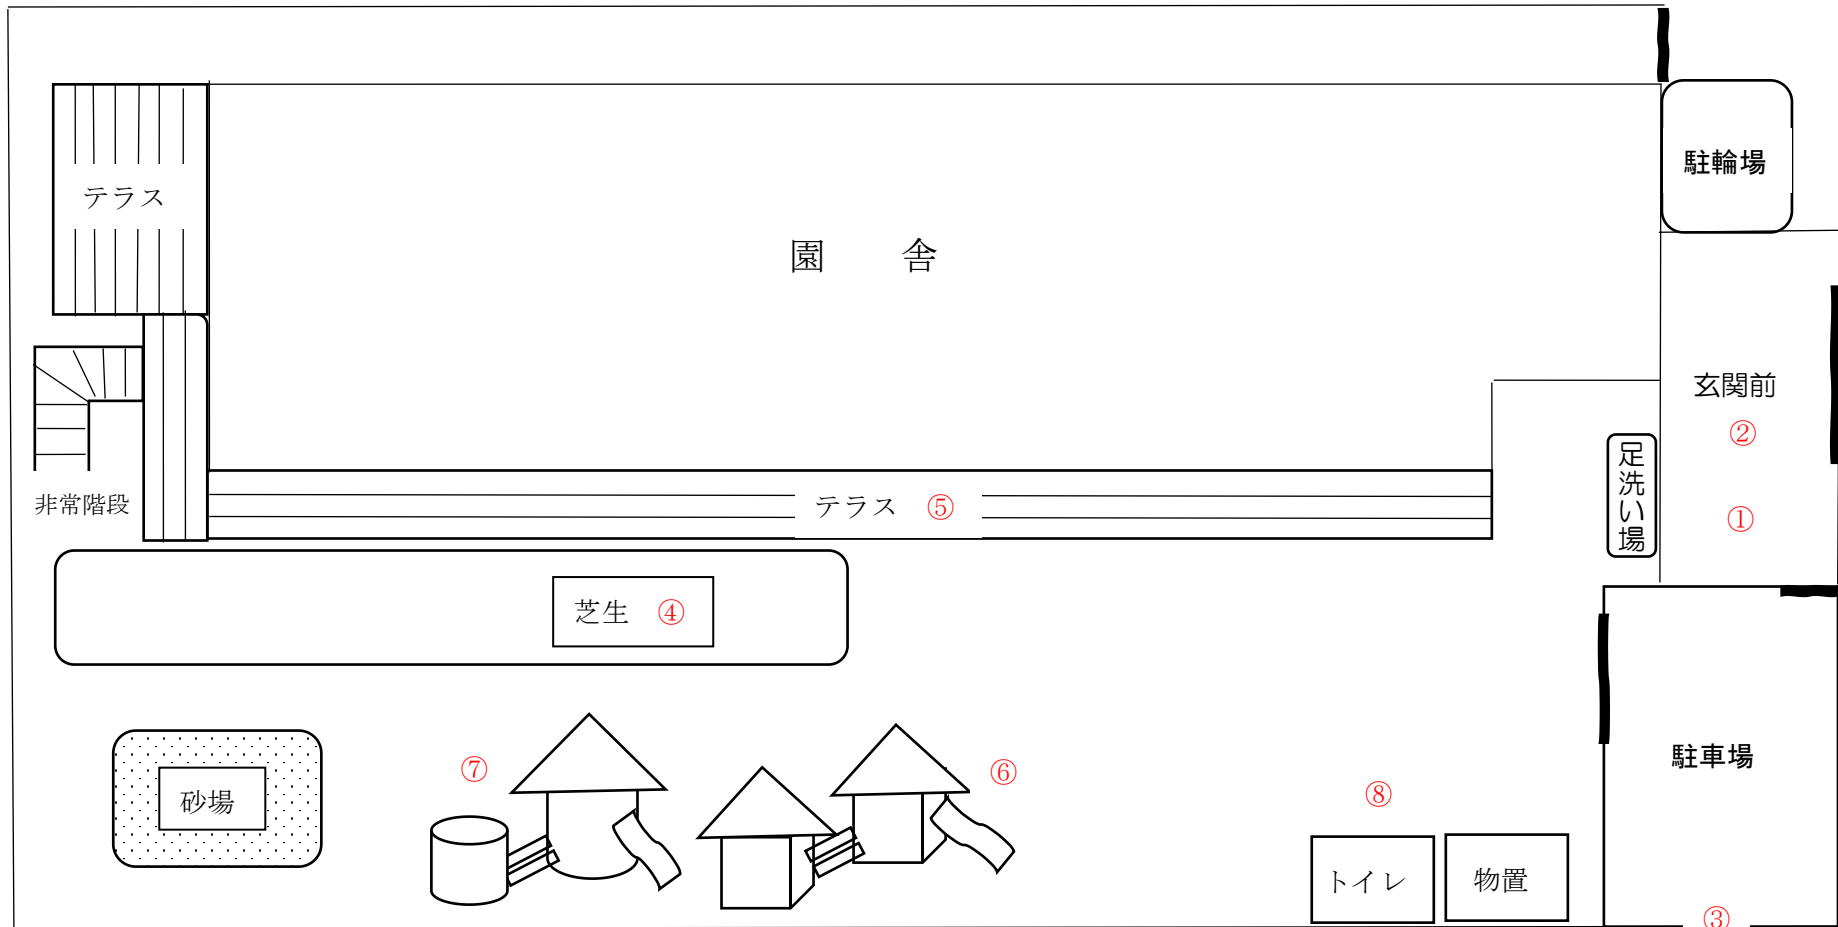 駐輪場
テラス
園 舎
玄関前
②
足洗い場
①
非常階段
テラス ⑤
芝生 ④
駐車場
⑦
⑥
⑧
砂場
トイレ
物置
③